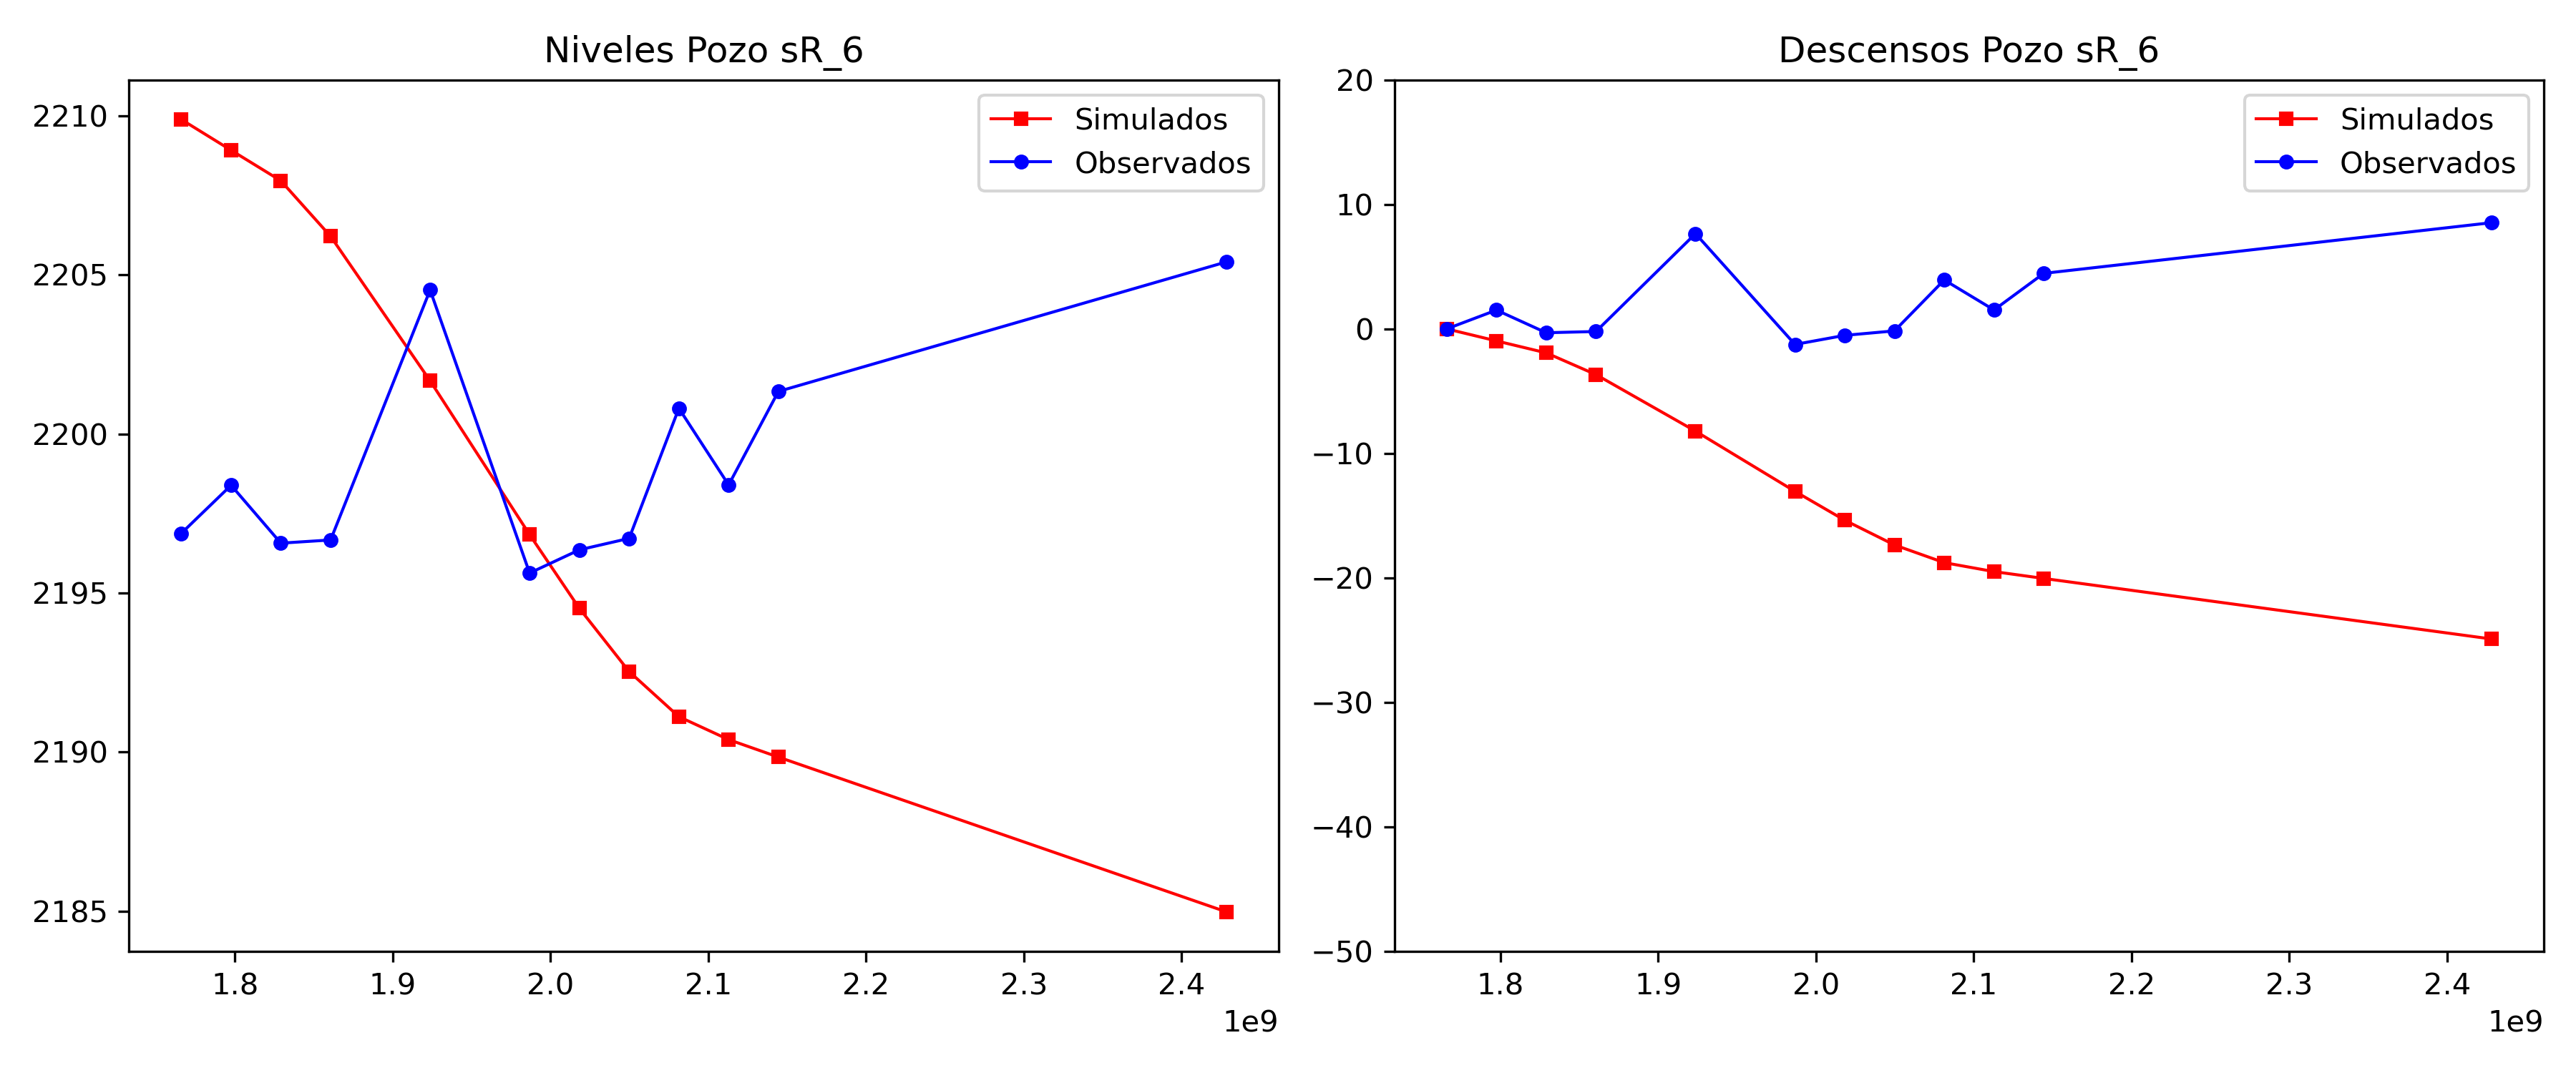 Niveles Pozo sR_6
2210
2205
2200
2195
2190
2185
Simulados
Observados
1.8 1.9 2.0 2.1 2.2 2.3 2.4
1e9
Descensos Pozo sR_6
20
10
0
−10
−20
−30
−40
−50
Simulados
Observados
1.8 1.9 2.0 2.1 2.2 2.3 2.4
1e9